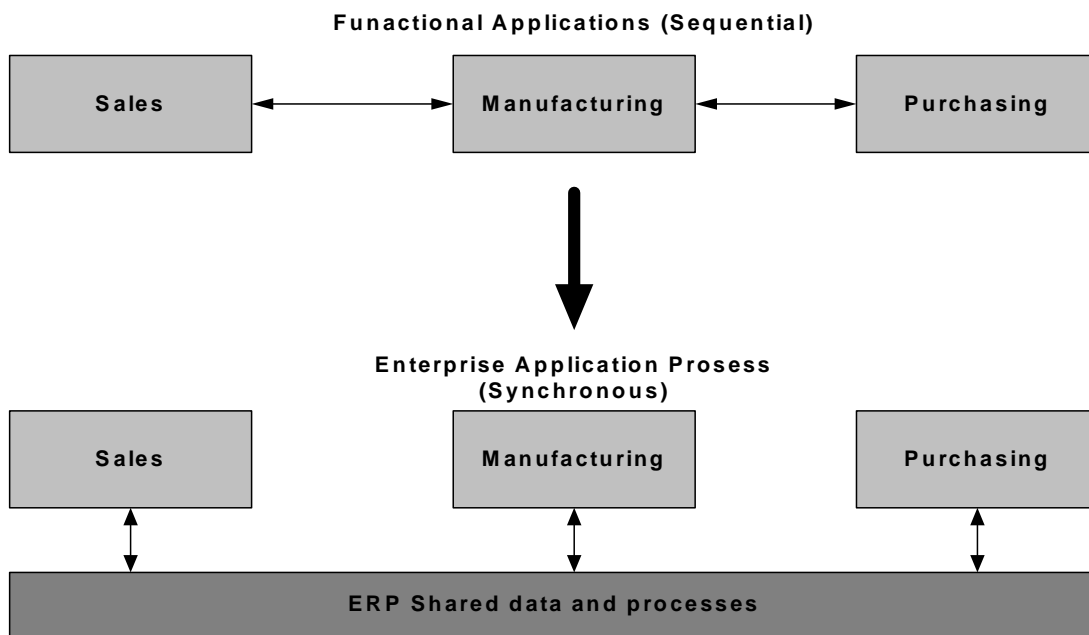 Funactional Applications (Sequential)
Sales
Manufacturing
Purchasing
Enterprise Application Prosess
(Synchronous)
Sales
Manufacturing
Purchasing
ERP Shared data and processes